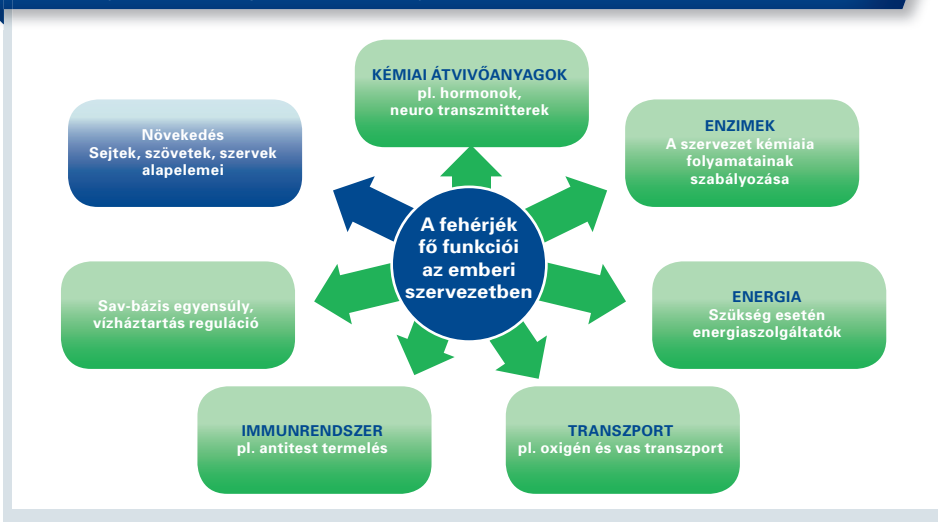 KÉMIAI ÁTVIVŐANYAGOK
pl. hormonok,
neuro transzmitterek
Növekedés
Sejtek, szövetek, szervek
alapelemei
ENZIMEK
A szervezet kémiaia
folyamatainak
szabályozása
A fehérjék
fő funkciói
az emberi
szervezetben
Sav-bázis egyensúly,
vízháztartás reguláció
ENERGIA
Szükség esetén
energiaszolgáltatók
IMMUNRENDSZER
pl. antitest termelés
TRANSZPORT
pl. oxigén és vas transzport